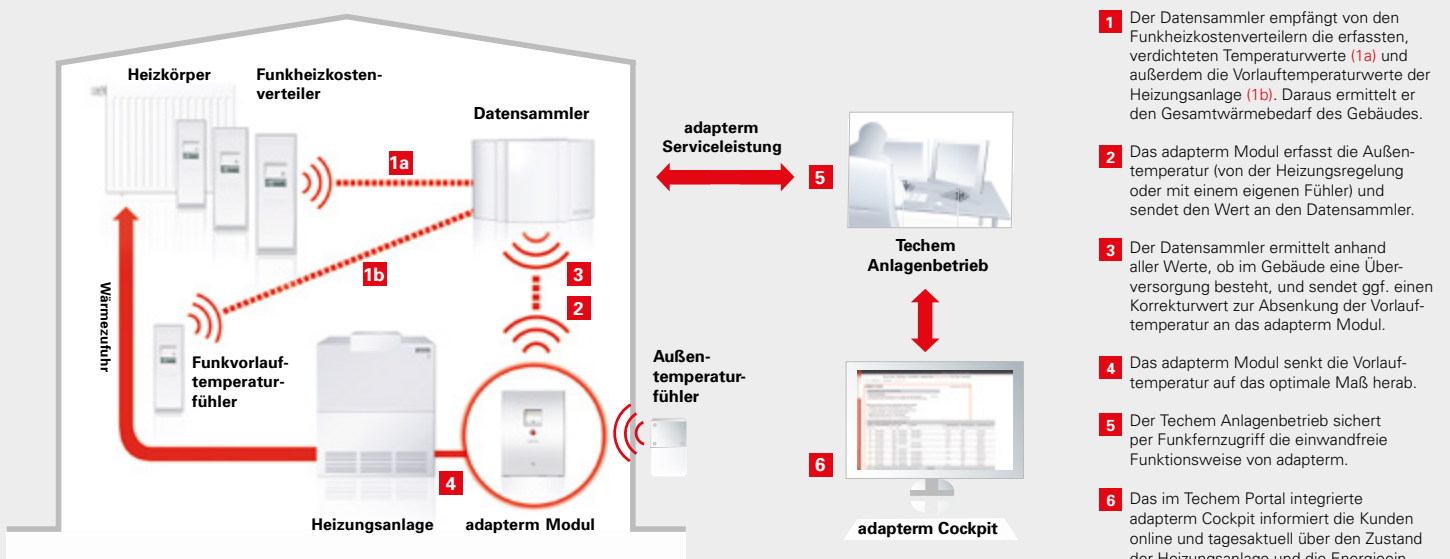 Heizkörper
Funkheizkosten-
verteiler
Datensammler
1a
1b
3
2
Wärmezufuhr
Funkvorlauf-
temperatur-
fühler
4
Heizungsanlage
adapterm Modul
Außen-
temperatur-
fühler
adapterm
Serviceleistung
5
Techem
Anlagenbetrieb
6
adapterm Cockpit
1 Der Datensammler empfängt von den
Funkheizkostenverteilern die erfassten,
verdichteten Temperaturwerte (1a) und
außerdem die Vorlauftemperaturwerte der
Heizungsanlage (1b). Daraus ermittelt er
den Gesamtwärmebedarf des Gebäudes.
2 Das adapterm Modul erfasst die Außen-
temperatur (von der Heizungsregelung
oder mit einem eigenen Fühler) und
sendet den Wert an den Datensammler.
3 Der Datensammler ermittelt anhand
aller Werte, ob im Gebäude eine Über-
versorgung besteht, und sendet ggf. einen
Korrekturwert zur Absenkung der Vorlauf-
temperatur an das adapterm Modul.
4 Das adapterm Modul senkt die Vorlauf-
temperatur auf das optimale Maß herab.
5 Der Techem Anlagenbetrieb sichert
per Funkfernzugriff die einwandfreie
Funktionsweise von adapterm.
6 Das im Techem Portal integrierte
adapterm Cockpit informiert die Kunden
online und tagesaktuell über den Zustand
der Heizungsanlage und die Energieein-